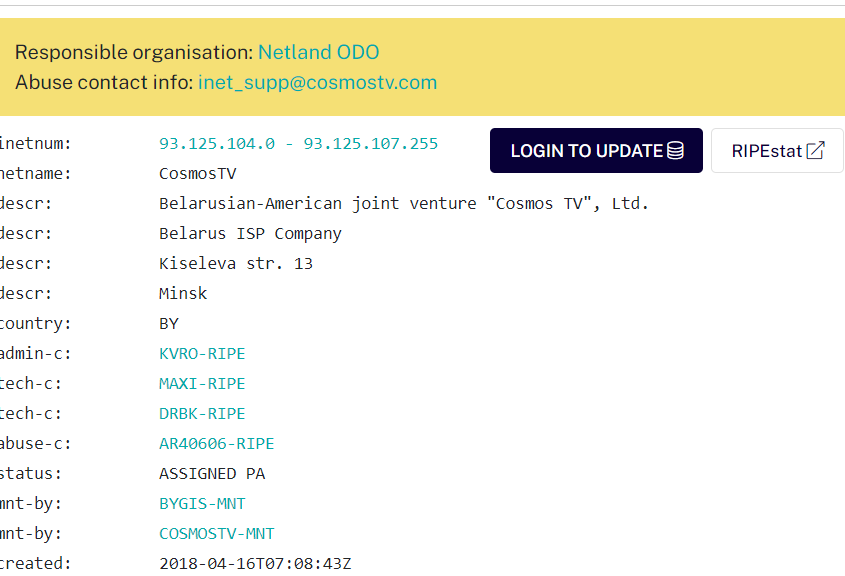 Responsible organisation: Netland ODO
Abuse contact info: inet_supp@cosmostv.com
inetnum: 93.125.104.0 - 93.125.107.255
LOGIN TO UPDATE
RIPEstat
netname: CosmosTV
descr: Belarusian-American joint venture "Cosmos TV", Ltd.
descr: Belarus ISP Company
descr: Kiseleva str. 13
descr: Minsk
country: BY
admin-c: KVRO-RIPE
tech-c: MAXI-RIPE
tech-c: DRBK-RIPE
abuse-c: AR40606-RIPE
status: ASSIGNED PA
mnt-by: BYGIS-MNT
mnt-by: COSMOSTV-MNT
created: 2018-04-16T07:08:43Z